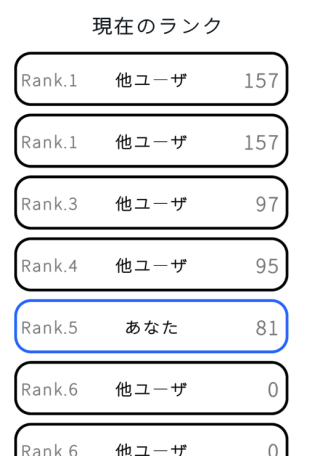 現在のランク
Rank.1 他ユーザ 157
Rank.1 他ユーザ 157
Rank.3 他ユーザ 97
Rank.4 他ユーザ 95
Rank.5 あなた 81
Rank.6 他ユーザ 0
Rank.6 他ユーザ 0